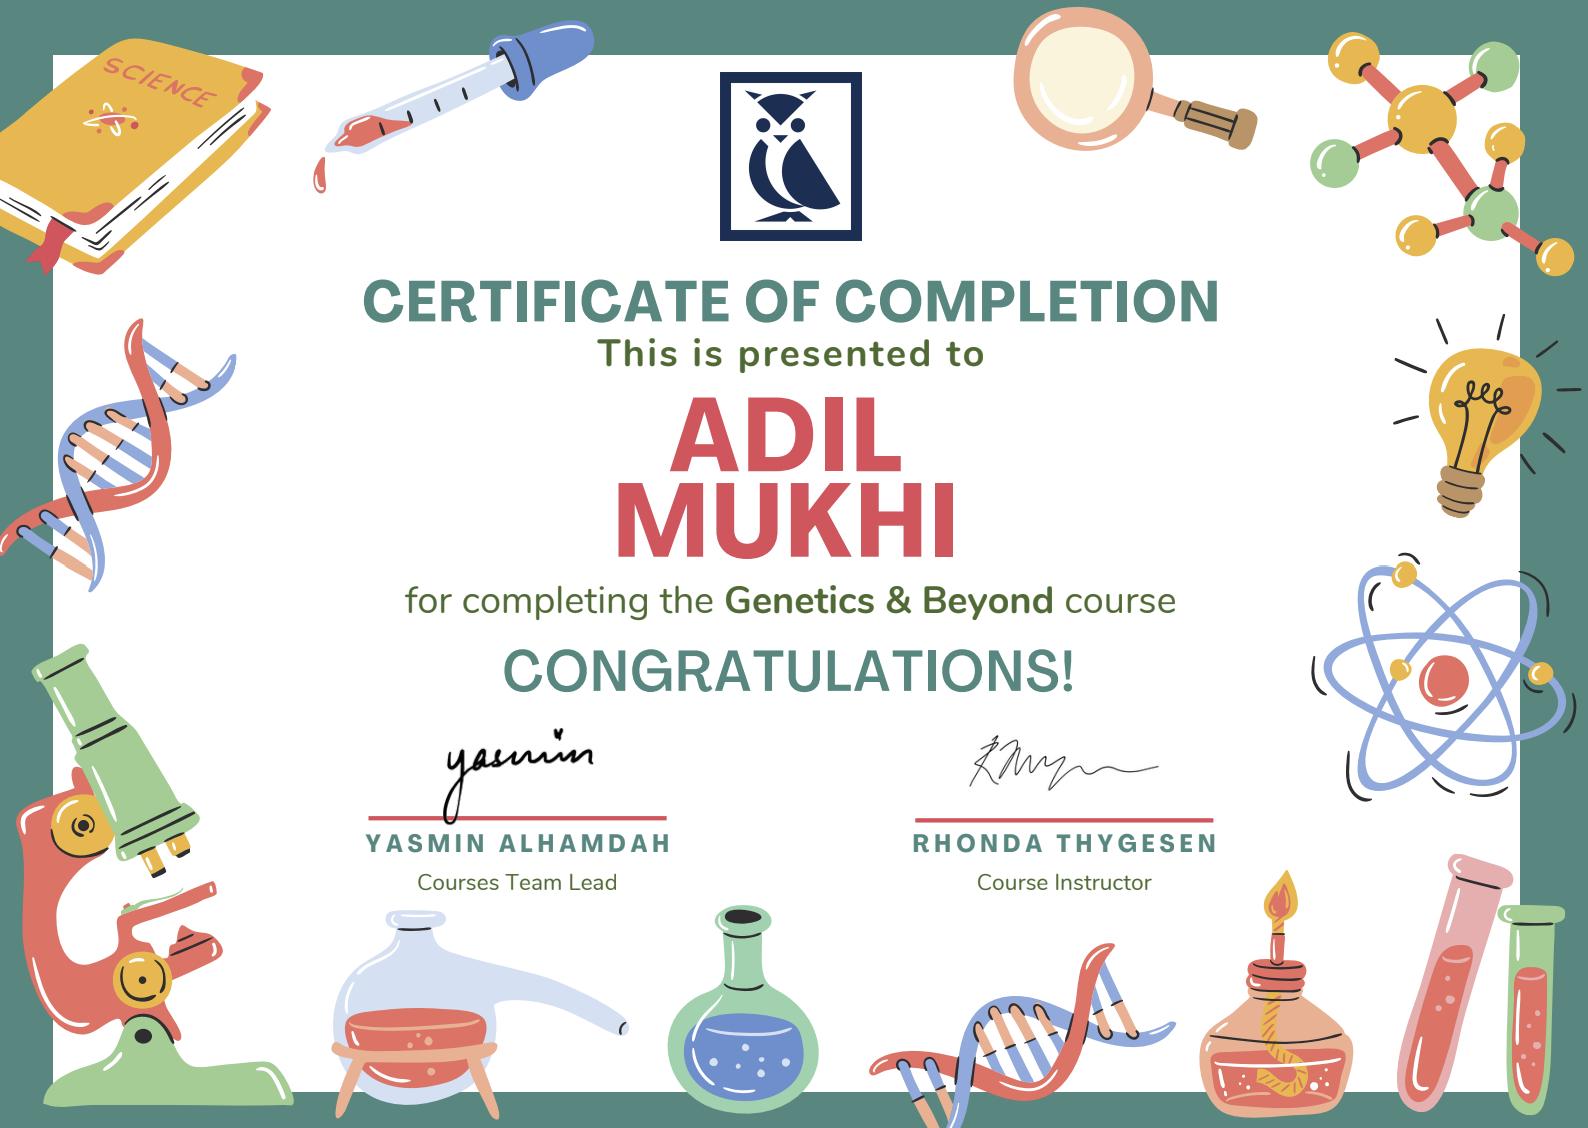 SCIENCE
CERTIFICATE OF COMPLETION
This is presented to
ADIL
MUKHI
for completing the Genetics & Beyond course
CONGRATULATIONS!
yasmin
YASMIN ALHAMDAH
Courses Team Lead
RHONDA THYGESEN
Course Instructor